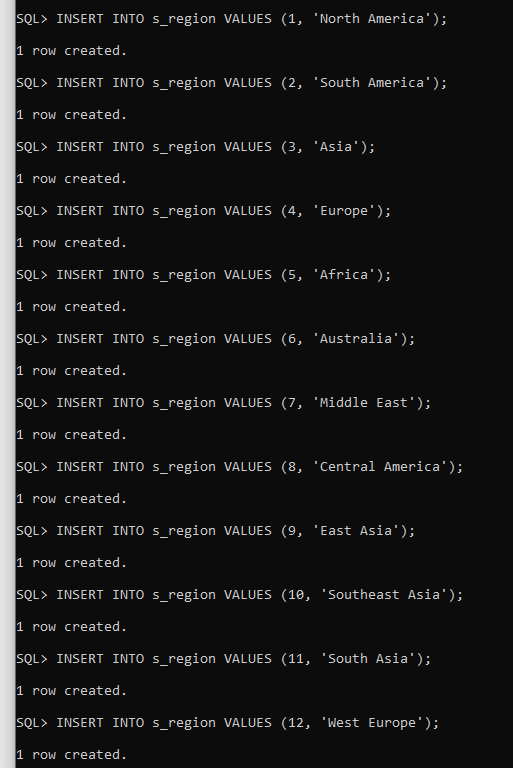 SQL> INSERT INTO s_region VALUES (1, 'North America');
1 row created.
SQL> INSERT INTO s_region VALUES (2, 'South America');
1 row created.
SQL> INSERT INTO s_region VALUES (3, 'Asia');
1 row created.
SQL> INSERT INTO s_region VALUES (4, 'Europe');
1 row created.
SQL> INSERT INTO s_region VALUES (5, 'Africa');
1 row created.
SQL> INSERT INTO s_region VALUES (6, 'Australia');
1 row created.
SQL> INSERT INTO s_region VALUES (7, 'Middle East');
1 row created.
SQL> INSERT INTO s_region VALUES (8, 'Central America');
1 row created.
SQL> INSERT INTO s_region VALUES (9, 'East Asia');
1 row created.
SQL> INSERT INTO s_region VALUES (10, 'Southeast Asia');
1 row created.
SQL> INSERT INTO s_region VALUES (11, 'South Asia');
1 row created.
SQL> INSERT INTO s_region VALUES (12, 'West Europe');
1 row created.